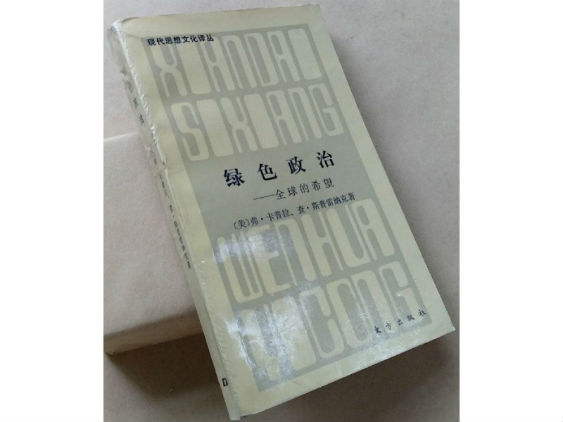 现代思想文化译丛
XIANDAI
SIXIANG
绿色政治
——全球的希望
(美)弗·卡普拉、查·斯普雷纳克著
WENHUA
YICONG
东方出版社